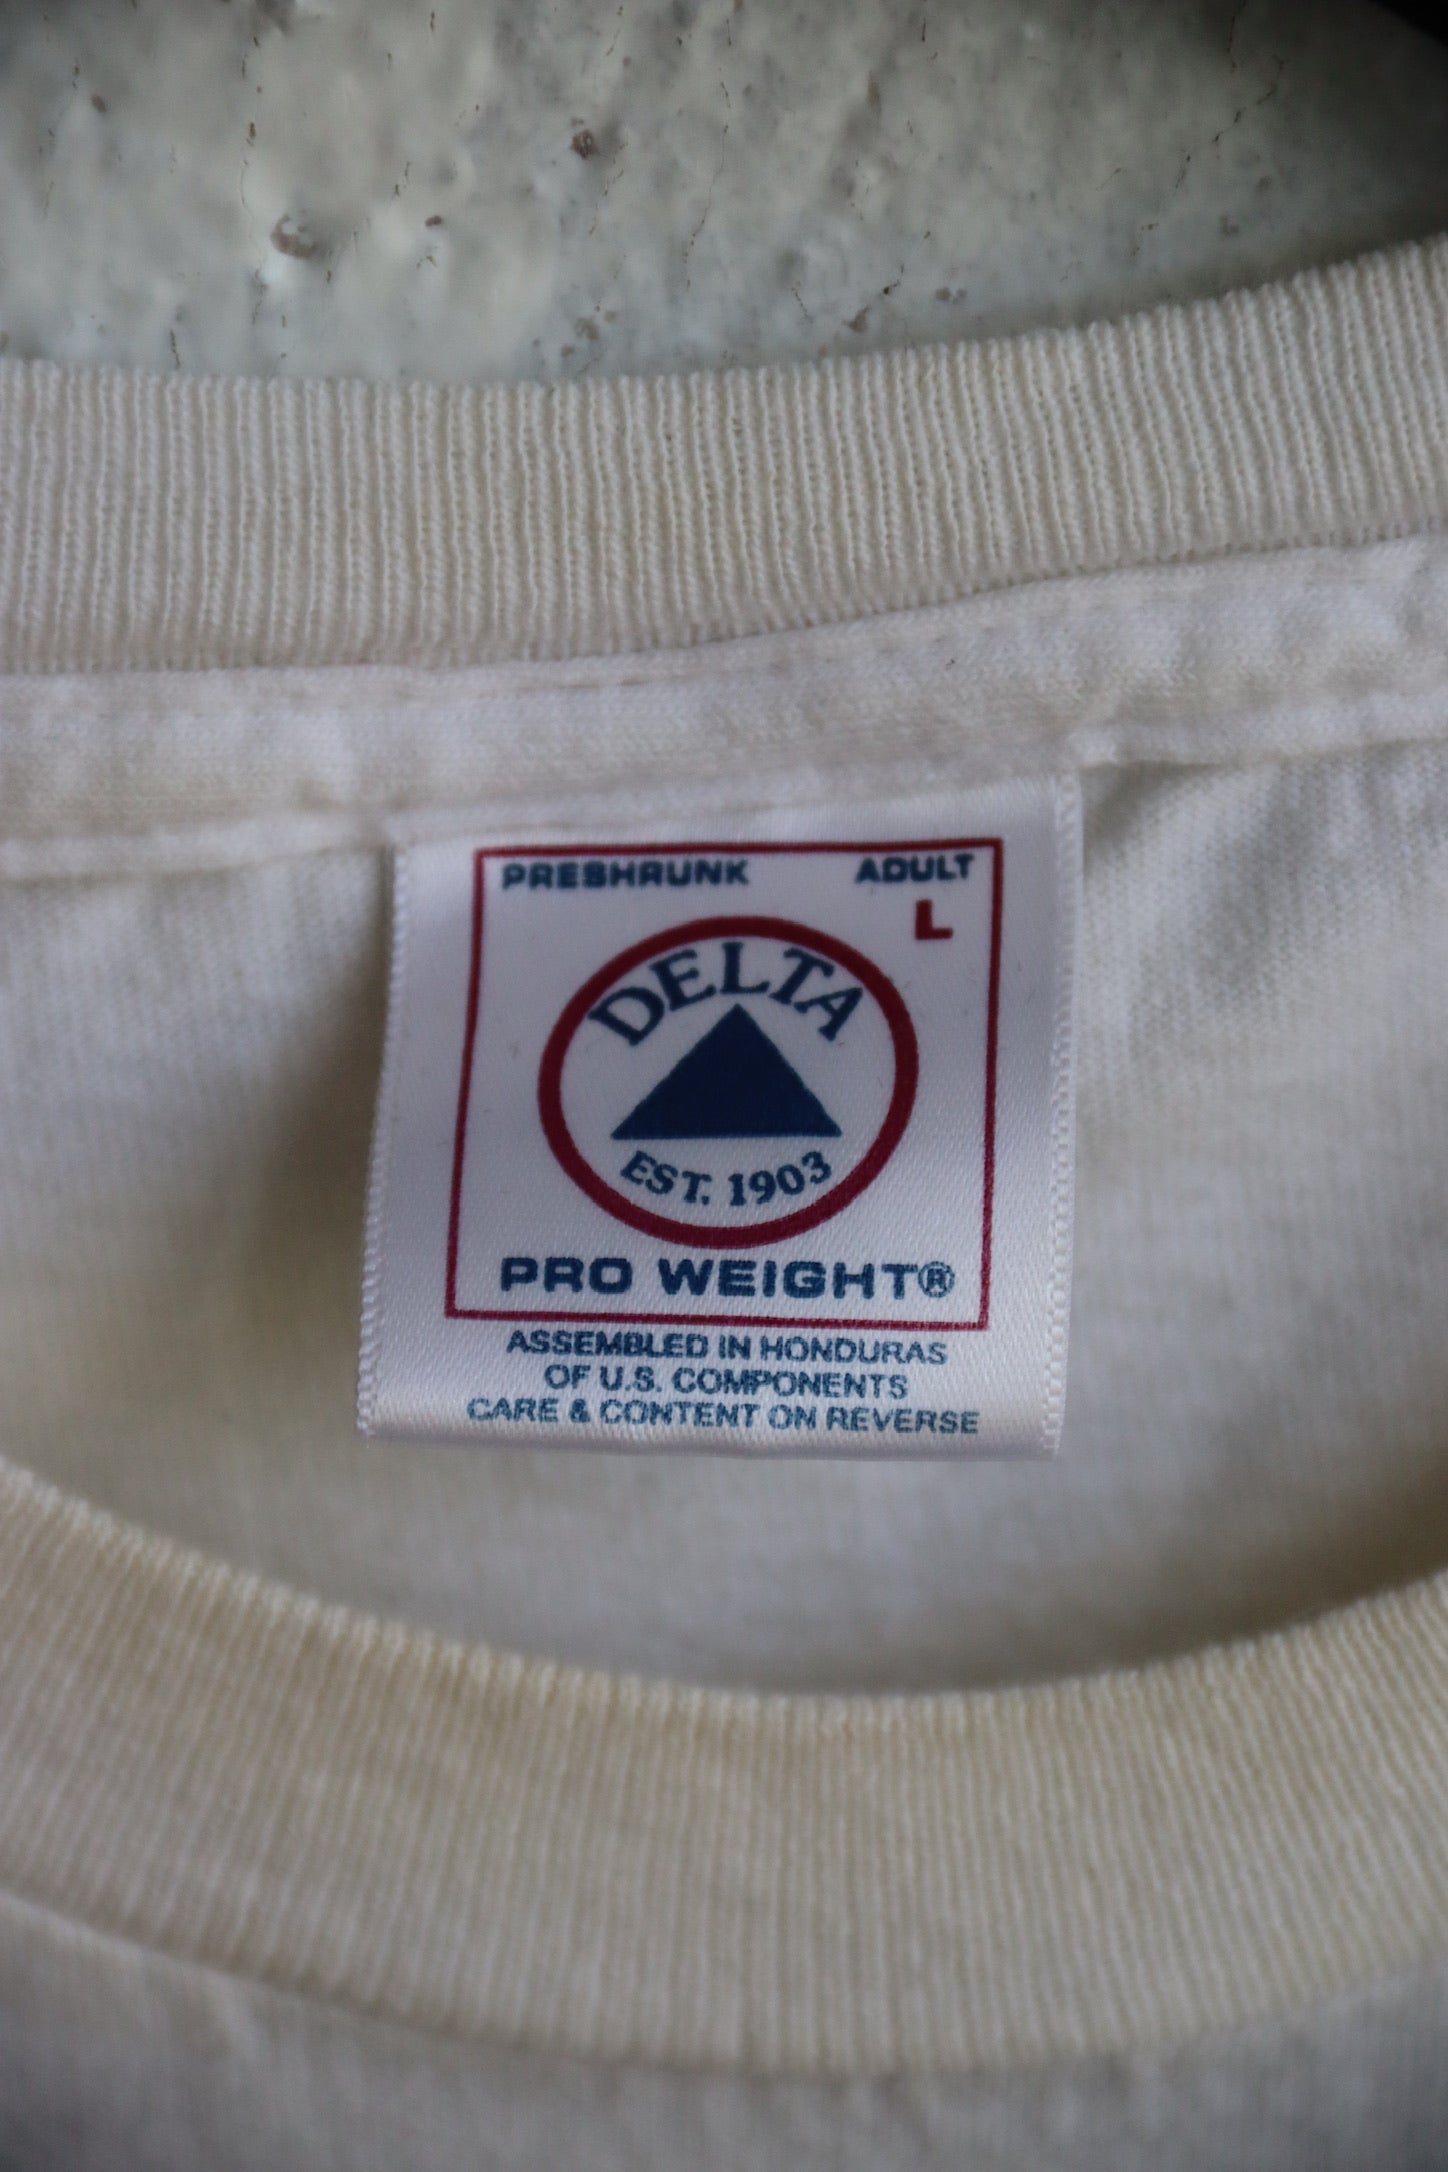 PRESHRUNK ADULT
L
DELTA
EST. 1903
PRO WEIGHT®
ASSEMBLED IN HONDURAS
OF U.S. COMPONENTS
CARE & CONTENT ON REVERSE